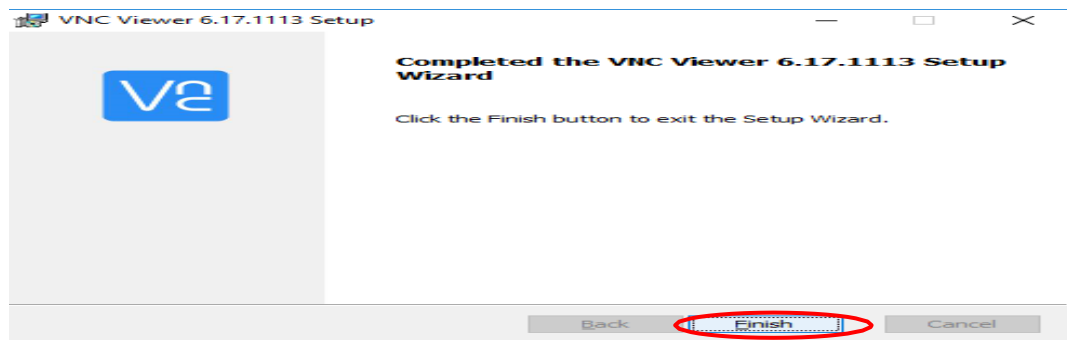 VNC Viewer 6.17.1113 Setup
Completed the VNC Viewer 6.17.1113 Setup
Wizard
Vnc
Click the Finish button to exit the Setup Wizard.
Back Finish Cancel